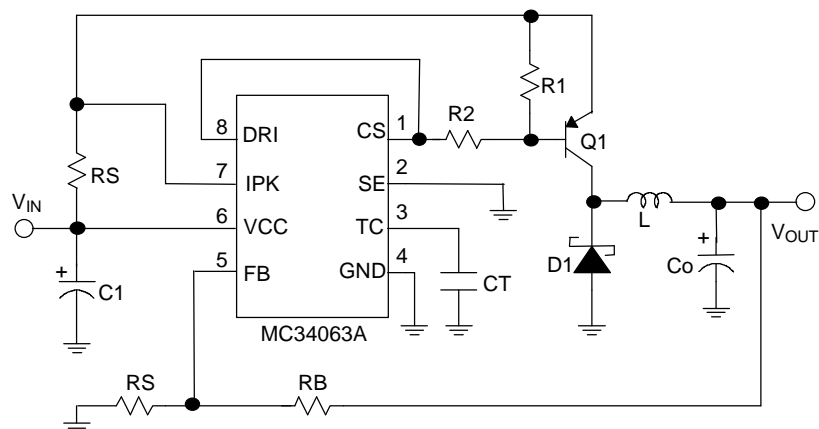 R1
8
DRI
CS
1
R2
Q1
RS
7
IPK
SE
2
VIN
6
VCC
TC
3
L
VOUT
+
C1
5
FB
GND
4
CT
D1
+
Co
MC34063A
RS
RB